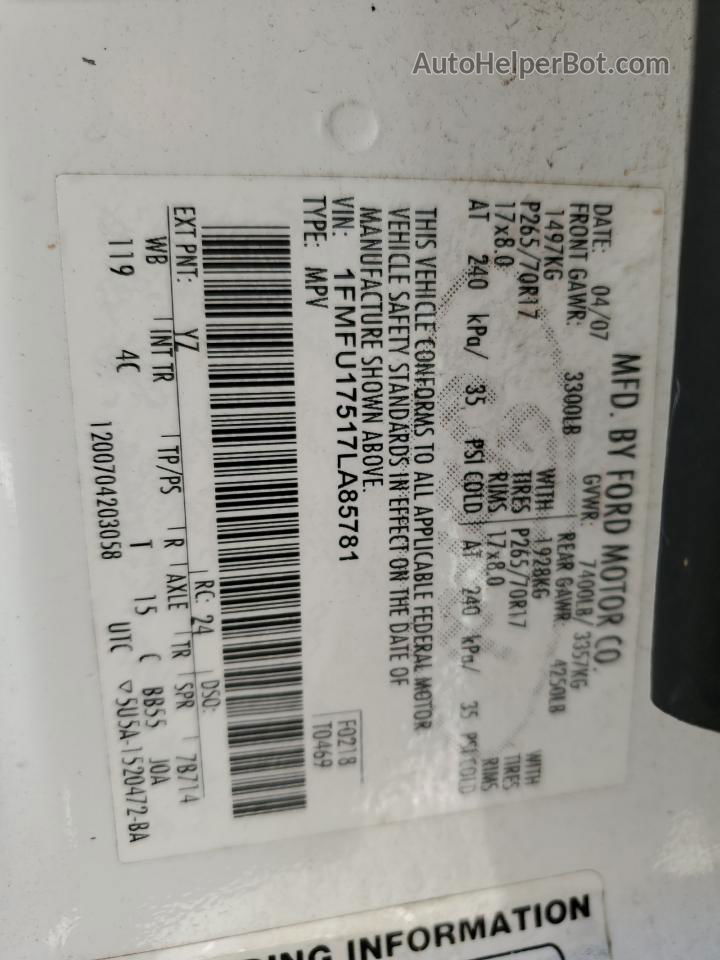 AutoHelperBot.com
MFD. BY FORD MOTOR CO.
DATE: 04/07 GVWR: 7400LB/ 3357KG
FRONT GAWR: 3300LB REAR GAWR: 4250LB
1497KG WITH 1928KG WITH
P265/70R17 TIRES P265/70R17 TIRES
17x8.0 RIMS 17x8.0 RIMS
AT 240 kPa/ 35 PSI COLD AT 240 kPa/ 35 PSI COLD
THIS VEHICLE CONFORMS TO ALL APPLICABLE FEDERAL MOTOR
VEHICLE SAFETY STANDARDS IN EFFECT ON THE DATE OF
MANUFACTURE SHOWN ABOVE.
VIN: 1FMFU17517LA85781 F0218
TYPE: MPV T0469
EXT PNT: YZ RC: 24 DSO:
WB INT TR TP/PS R AXLE TR SPR 7B714
119 4C T 15 C BB55 J0A
1200704203058 UTC ▽5U5A-1520472-BA
ING INFORMATION